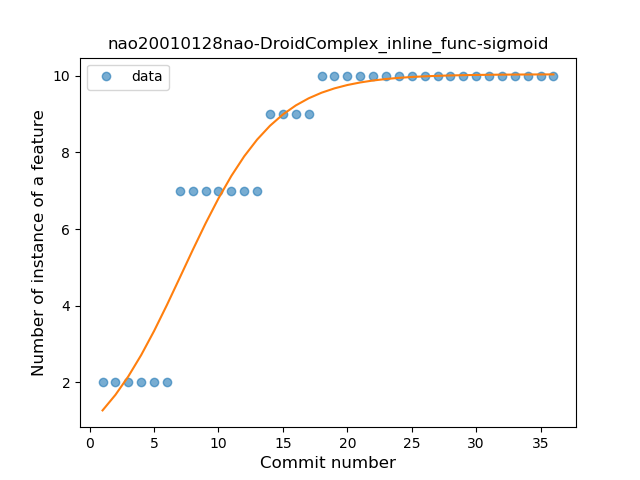 nao20010128nao-DroidComplex_inline_func-sigmoid
data
Number of instance of a feature
10
8
6
4
2
0 5 10 15 20 25 30 35
Commit number